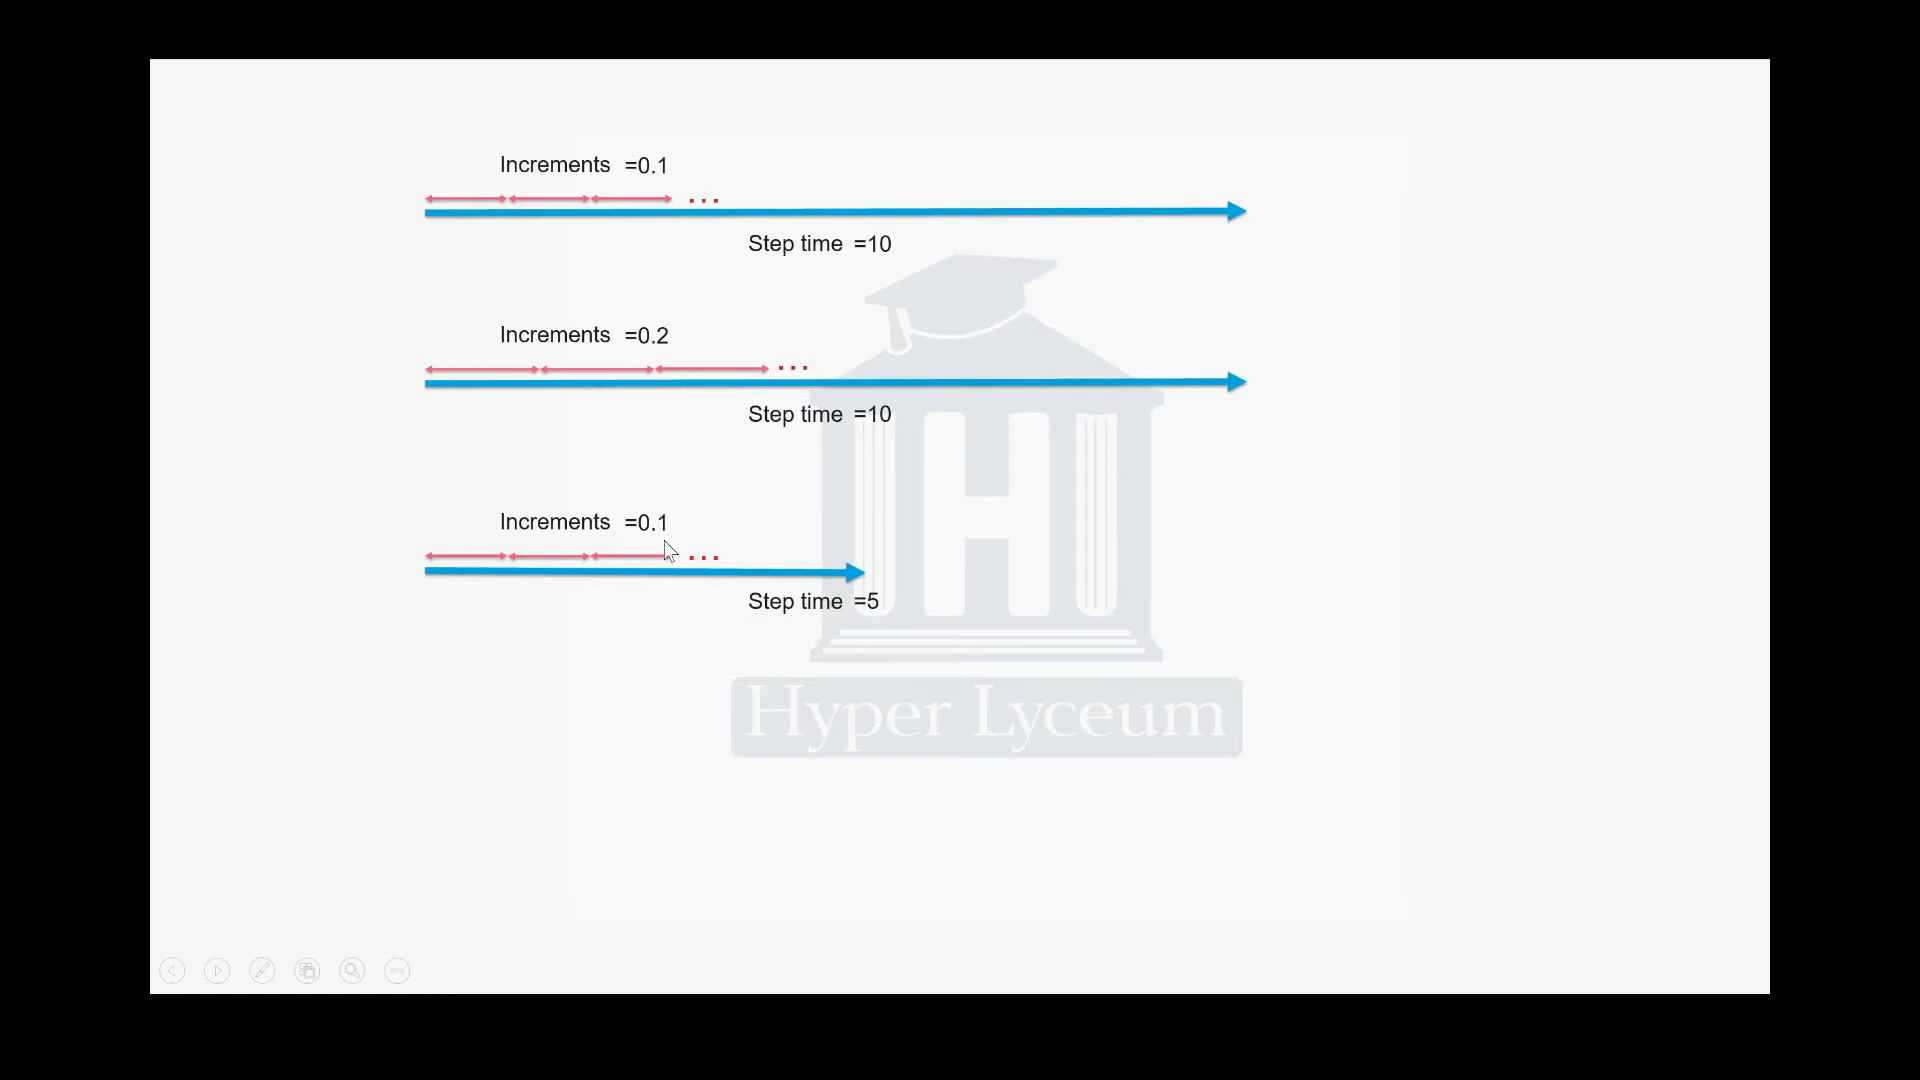 Increments =0.1
...
Step time =10
Increments =0.2
...
Step time =10
Increments =0.1
...
Step time =5
H
Hyper Lyceum